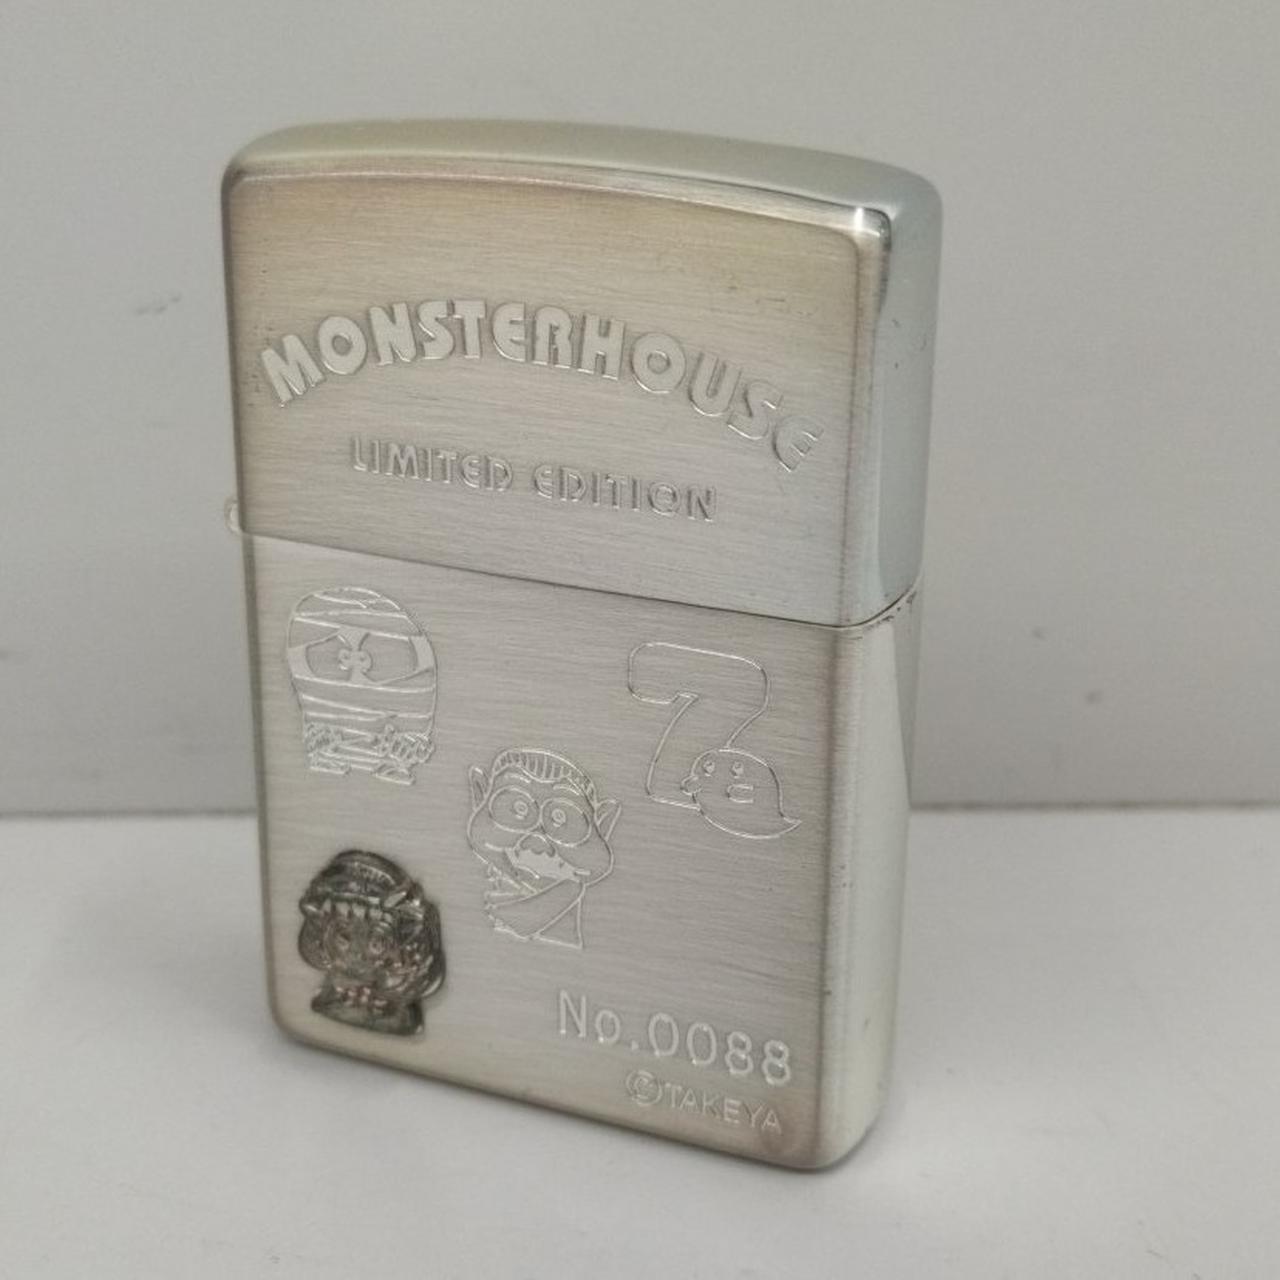 MONSTERHOUSE
LIMITED EDITION
7
No.0088
TAKEYA